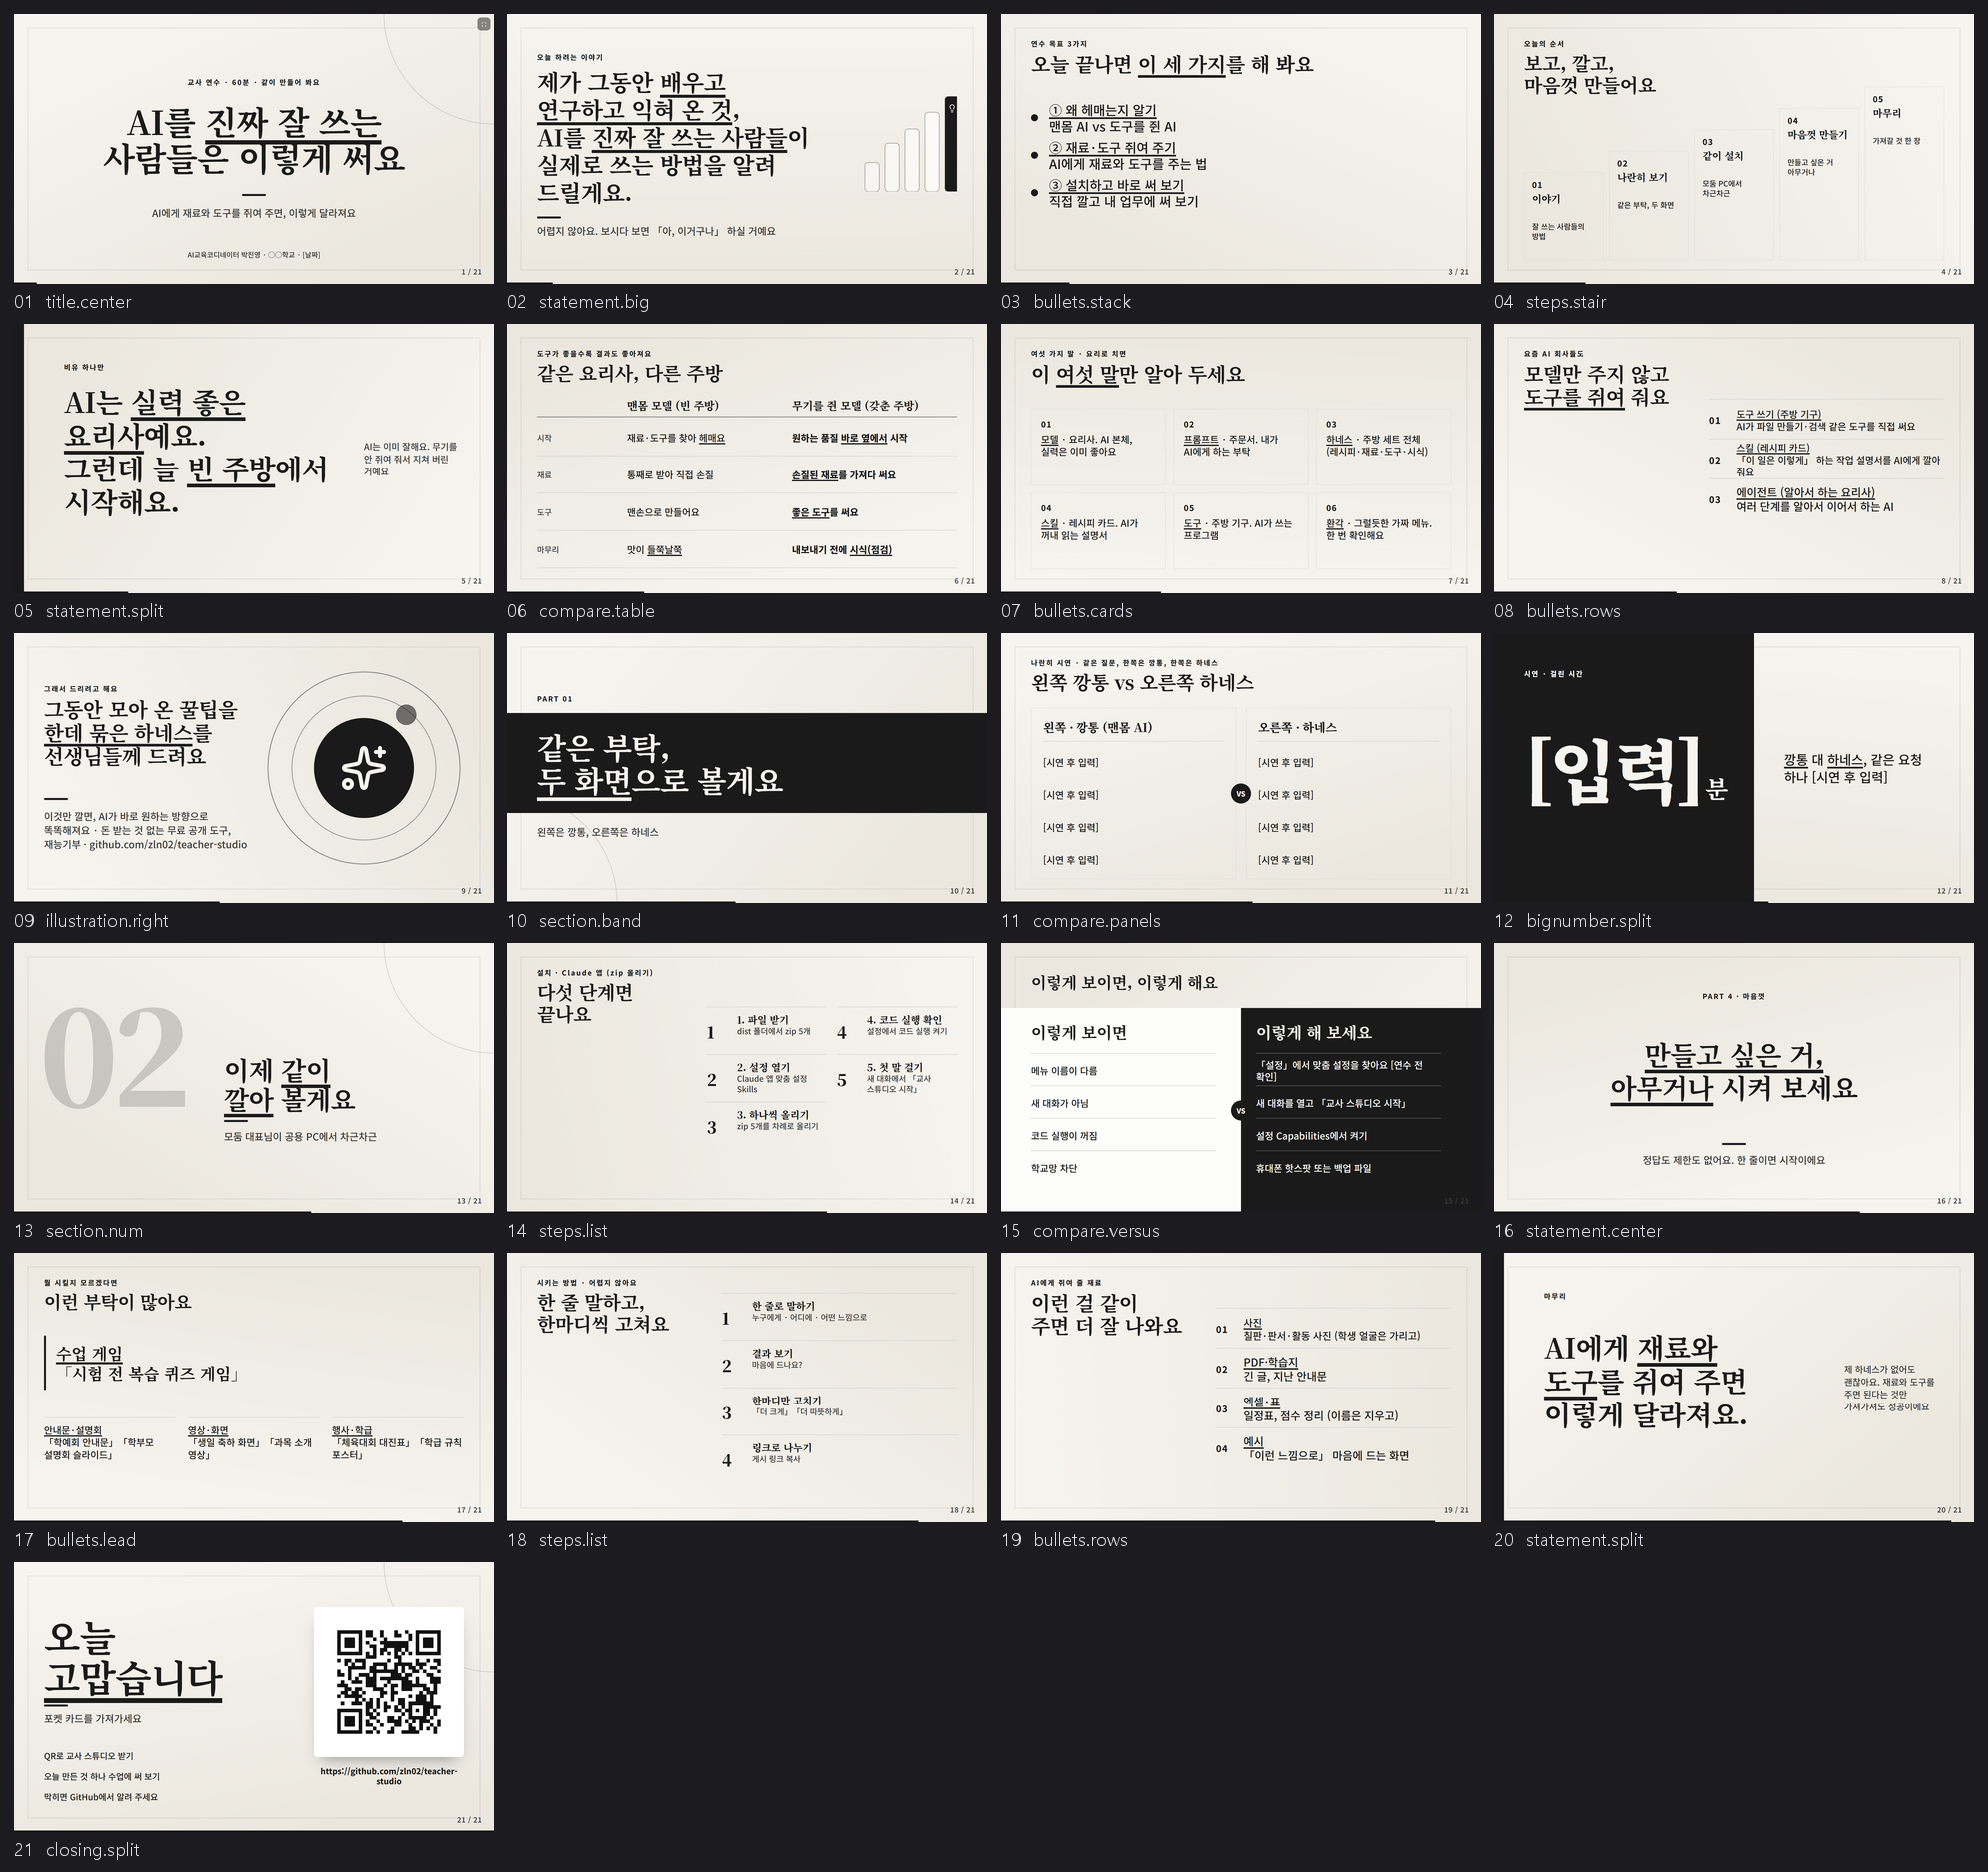 교사 연수 · 60분 · 같이 만들어 봐요
AI를 진짜 잘 쓰는
사람들은 이렇게 써요
AI에게 재료와 도구를 쥐여 주면, 이렇게 달라져요
AI교육코디네이터 박진영 · ○○학교 · [날짜]
1 / 21
01 title.center
오늘 하려는 이야기
제가 그동안 배우고
연구하고 익혀 온 것,
AI를 진짜 잘 쓰는 사람들이
실제로 쓰는 방법을 알려
드릴게요.
어렵지 않아요. 보시다 보면 「아, 이거구나」 하실 거예요
2 / 21
02 statement.big
연수 목표 3가지
오늘 끝나면 이 세 가지를 해 봐요
① 왜 헤매는지 알기
맨몸 AI vs 도구를 쥔 AI
② 재료·도구 쥐여 주기
AI에게 재료와 도구를 주는 법
③ 설치하고 바로 써 보기
직접 깔고 내 업무에 써 보기
3 / 21
03 bullets.stack
오늘의 순서
보고, 깔고,
마음껏 만들어요
01
이야기
잘 쓰는 사람들의
방법
02
나란히 보기
같은 부탁, 두 화면
03
같이 설치
모둠 PC에서
차근차근
04
마음껏 만들기
만들고 싶은 거
아무거나
05
마무리
가져갈 것 한 장
4 / 21
04 steps.stair
비유 하나만
AI는 실력 좋은
요리사예요.
그런데 늘 빈 주방에서
시작해요.
AI는 이미 잘해요. 무기를
안 쥐여 줘서 지쳐 버린
거예요
5 / 21
05 statement.split
도구가 좋을수록 결과도 좋아져요
같은 요리사, 다른 주방
맨몸 모델 (빈 주방) 무기를 쥔 모델 (갖춘 주방)
시작 재료·도구를 찾아 헤매요 원하는 품질 바로 옆에서 시작
재료 통째로 받아 직접 손질 손질된 재료를 가져다 써요
도구 맨손으로 만들어요 좋은 도구를 써요
마무리 맛이 들쭉날쭉 내보내기 전에 시식(점검)
6 / 21
06 compare.table
여섯 가지 말 · 요리로 치면
이 여섯 말만 알아 두세요
01
모델 · 요리사. AI 본체,
실력은 이미 좋아요
02
프롬프트 · 주문서. 내가
AI에게 하는 부탁
03
하네스 · 주방 세트 전체
(레시피·재료·도구·시식)
04
스킬 · 레시피 카드. AI가
꺼내 읽는 설명서
05
도구 · 주방 기구. AI가 쓰는
프로그램
06
환각 · 그럴듯한 가짜 메뉴.
한 번 확인해요
7 / 21
07 bullets.cards
요즘 AI 회사들도
모델만 주지 않고
도구를 쥐여 줘요
01 도구 쓰기 (주방 기구)
AI가 파일 만들기·검색 같은 도구를 직접 써요
02 스킬 (레시피 카드)
「이 일은 이렇게」 하는 작업 설명서를 AI에게 깔아
줘요
03 에이전트 (알아서 하는 요리사)
여러 단계를 알아서 이어서 하는 AI
8 / 21
08 bullets.rows
그래서 드리려고 해요
그동안 모아 온 꿀팁을
한데 묶은 하네스를
선생님들께 드려요
이것만 깔면, AI가 바로 원하는 방향으로
똑똑해져요 · 돈 받는 것 없는 무료 공개 도구,
재능기부 · github.com/zln02/teacher-studio
9 / 21
09 illustration.right
PART 01
같은 부탁,
두 화면으로 볼게요
왼쪽은 깡통, 오른쪽은 하네스
10 / 21
10 section.band
나란히 시연 · 같은 질문, 한쪽은 깡통, 한쪽은 하네스
왼쪽 깡통 vs 오른쪽 하네스
왼쪽 · 깡통 (맨몸 AI)
[시연 후 입력]
[시연 후 입력]
[시연 후 입력]
[시연 후 입력]
VS
오른쪽 · 하네스
[시연 후 입력]
[시연 후 입력]
[시연 후 입력]
[시연 후 입력]
11 / 21
11 compare.panels
시연 · 걸린 시간
[입력]분
깡통 대 하네스, 같은 요청
하나 [시연 후 입력]
12 / 21
12 bignumber.split
02
이제 같이
깔아 볼게요
모둠 대표님이 공용 PC에서 차근차근
13 / 21
13 section.num
설치 · Claude 앱 (zip 올리기)
다섯 단계면
끝나요
1 1. 파일 받기
dist 폴더에서 zip 5개
2 2. 설정 열기
Claude 앱 맞춤 설정
Skills
3 3. 하나씩 올리기
zip 5개를 차례로 올리기
4 4. 코드 실행 확인
설정에서 코드 실행 켜기
5 5. 첫 말 걸기
새 대화에서 「교사
스튜디오 시작」
14 / 21
14 steps.list
이렇게 보이면, 이렇게 해요
이렇게 보이면
메뉴 이름이 다름
새 대화가 아님
코드 실행이 꺼짐
학교망 차단
VS
이렇게 해 보세요
「설정」에서 맞춤 설정을 찾아요 [연수 전
확인]
새 대화를 열고 「교사 스튜디오 시작」
설정 Capabilities에서 켜기
휴대폰 핫스팟 또는 백업 파일
15 / 21
15 compare.versus
PART 4 · 마음껏
만들고 싶은 거,
아무거나 시켜 보세요
정답도 제한도 없어요. 한 줄이면 시작이에요
16 / 21
16 statement.center
뭘 시킬지 모르겠다면
이런 부탁이 많아요
수업 게임
「시험 전 복습 퀴즈 게임」
안내문·설명회
「학예회 안내문」 「학부모
설명회 슬라이드」
영상·화면
「생일 축하 화면」 「과목 소개
영상」
행사·학급
「체육대회 대진표」 「학급 규칙
포스터」
17 / 21
17 bullets.lead
시키는 방법 · 어렵지 않아요
한 줄 말하고,
한마디씩 고쳐요
1 한 줄로 말하기
누구에게 · 어디에 · 어떤 느낌으로
2 결과 보기
마음에 드나요?
3 한마디만 고치기
「더 크게」 「더 따뜻하게」
4 링크로 나누기
게시 링크 복사
18 / 21
18 steps.list
AI에게 쥐여 줄 재료
이런 걸 같이
주면 더 잘 나와요
01 사진
칠판·판서·활동 사진 (학생 얼굴은 가리고)
02 PDF·학습지
긴 글, 지난 안내문
03 엑셀·표
일정표, 점수 정리 (이름은 지우고)
04 예시
「이런 느낌으로」 마음에 드는 화면
19 / 21
19 bullets.rows
마무리
AI에게 재료와
도구를 쥐여 주면
이렇게 달라져요.
제 하네스가 없어도
괜찮아요. 재료와 도구를
주면 된다는 것만
가져가셔도 성공이에요
20 / 21
20 statement.split
오늘
고맙습니다
포켓 카드를 가져가세요
QR로 교사 스튜디오 받기
오늘 만든 것 하나 수업에 써 보기
막히면 GitHub에서 알려 주세요
https://github.com/zln02/teacher-
studio
21 / 21
21 closing.split